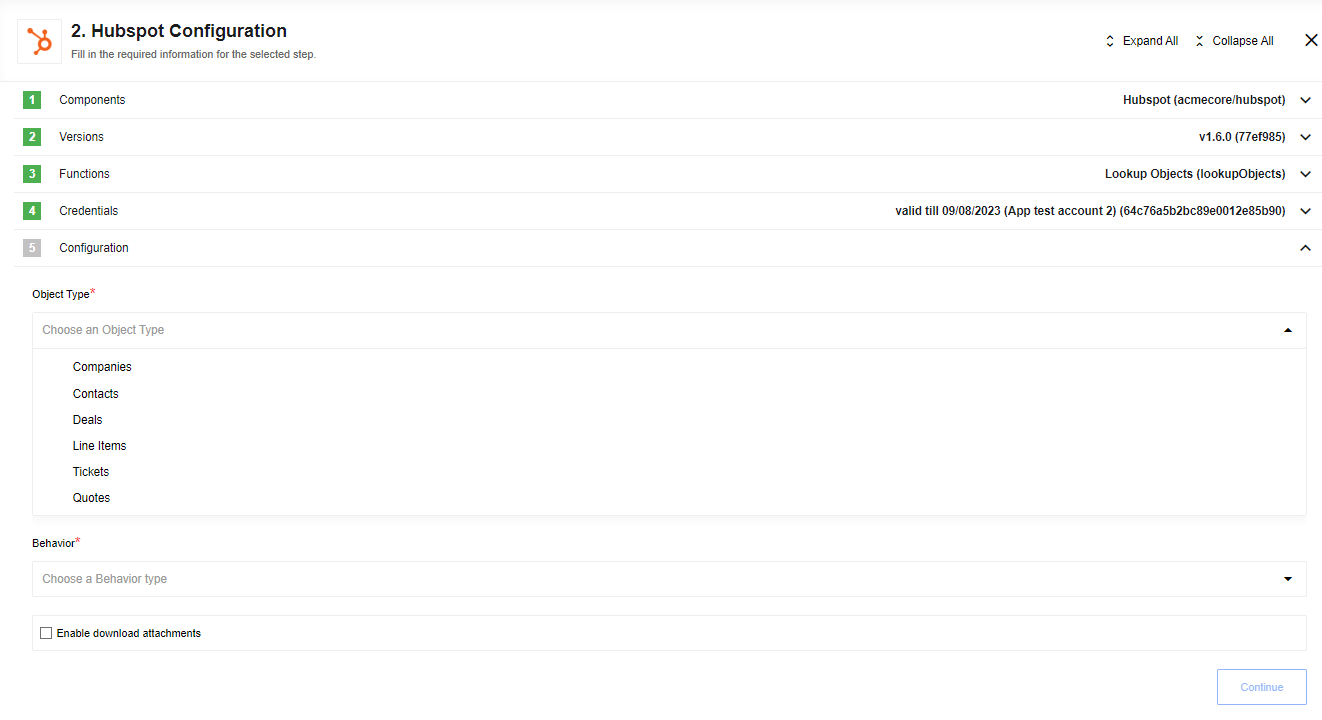 2. Hubspot Configuration
Fill in the required information for the selected step.
Expand All
Collapse All
1 Components Hubspot (acmecore/hubspot)
2 Versions v1.6.0 (77ef985)
3 Functions Lookup Objects (lookupObjects)
4 Credentials valid till 09/08/2023 (App test account 2) (64c76a5b2bc89e0012e85b90)
5 Configuration
Object Type*
Choose an Object Type
Companies
Contacts
Deals
Line Items
Tickets
Quotes
Behavior*
Choose a Behavior type
Enable download attachments
Continue